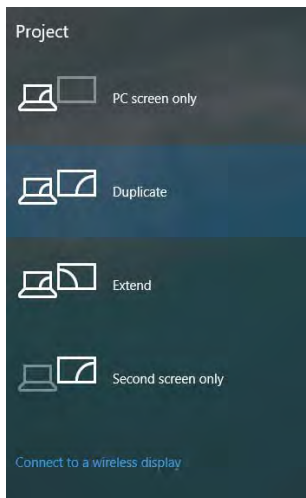 Project
PC screen only
Duplicate
Extend
Second screen only
Connect to a wireless display